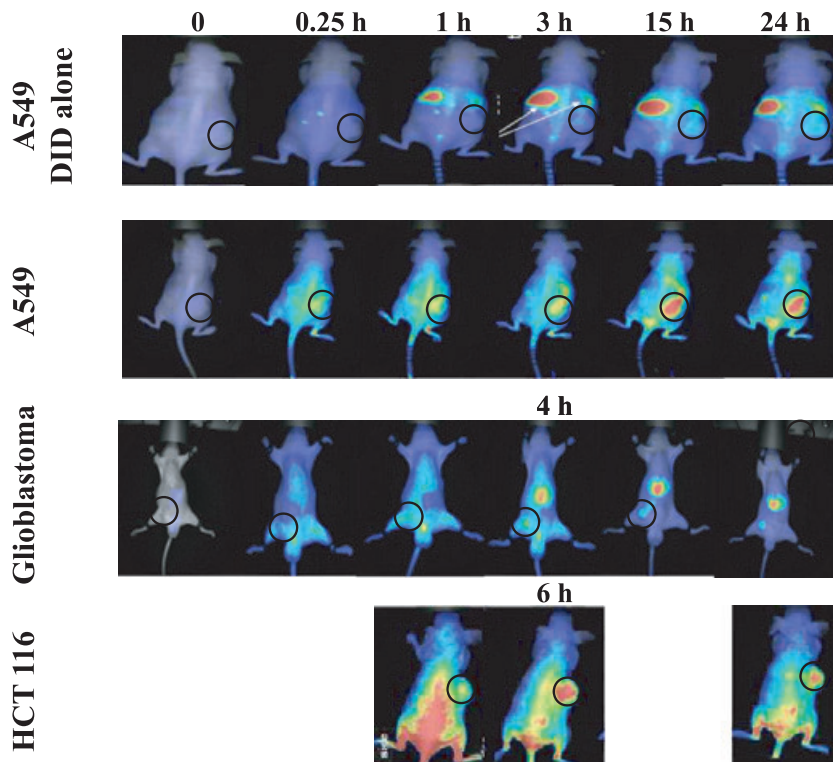 0 0.25 h 1 h 3 h 15 h 24 h
A549
DID alone
A549
4 h
Glioblastoma
6 h
HCT 116